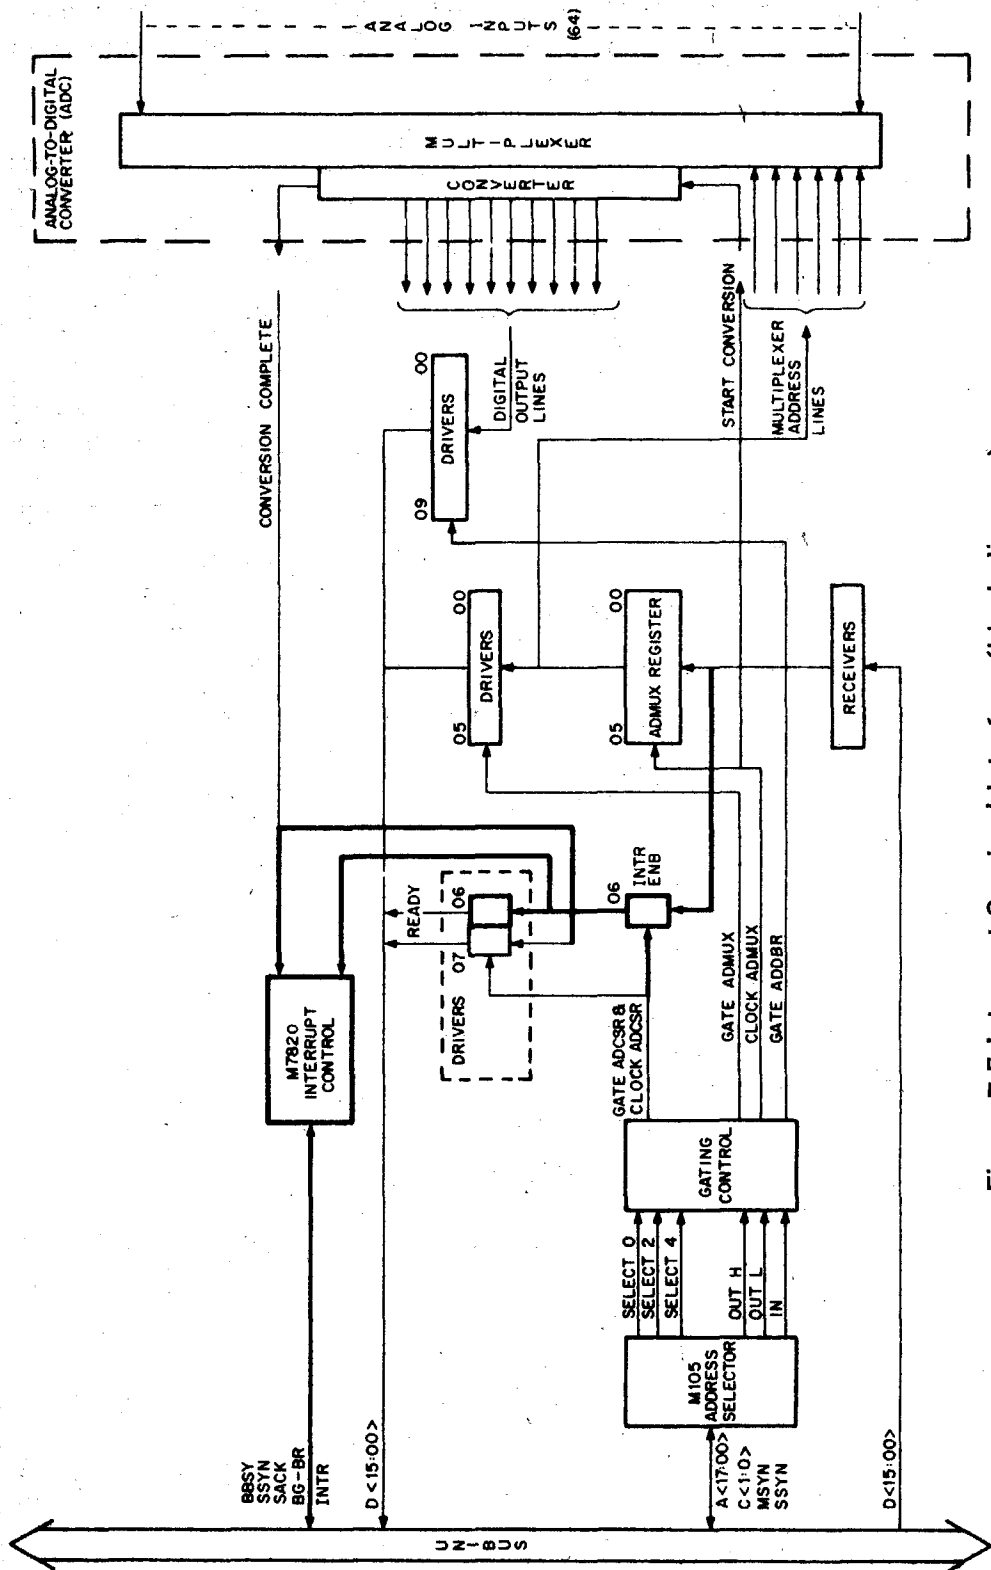 ANALOG INPUTS
(64)
ANALOG-TO-DIGITAL
CONVERTER (ADC)
MULTIPLEXER
CONVERTER
CONVERSION COMPLETE
DIGITAL
OUTPUT
LINES
START CONVERSION
MULTIPLEXER
ADDRESS
LINES
09
00
DRIVERS
05
00
DRIVERS
05
00
ADMUX REGISTER
RECEIVERS
M7820
INTERRUPT
CONTROL
READY
07
06
DRIVERS
06
INTR
ENB
GATE ADCSR &
CLOCK ADCSR
GATE ADMUX
CLOCK ADMUX
GATE ADDBR
GATING
CONTROL
SELECT 0
SELECT 2
SELECT 4
OUT H
OUT L
IN
M105
ADDRESS
SELECTOR
BBSY
SSYN
SACK
BG-BR
INTR
D<15:00>
A<17:00>
C<1:0>
MSYN
SSYN
D<15:00>
UNIBUS